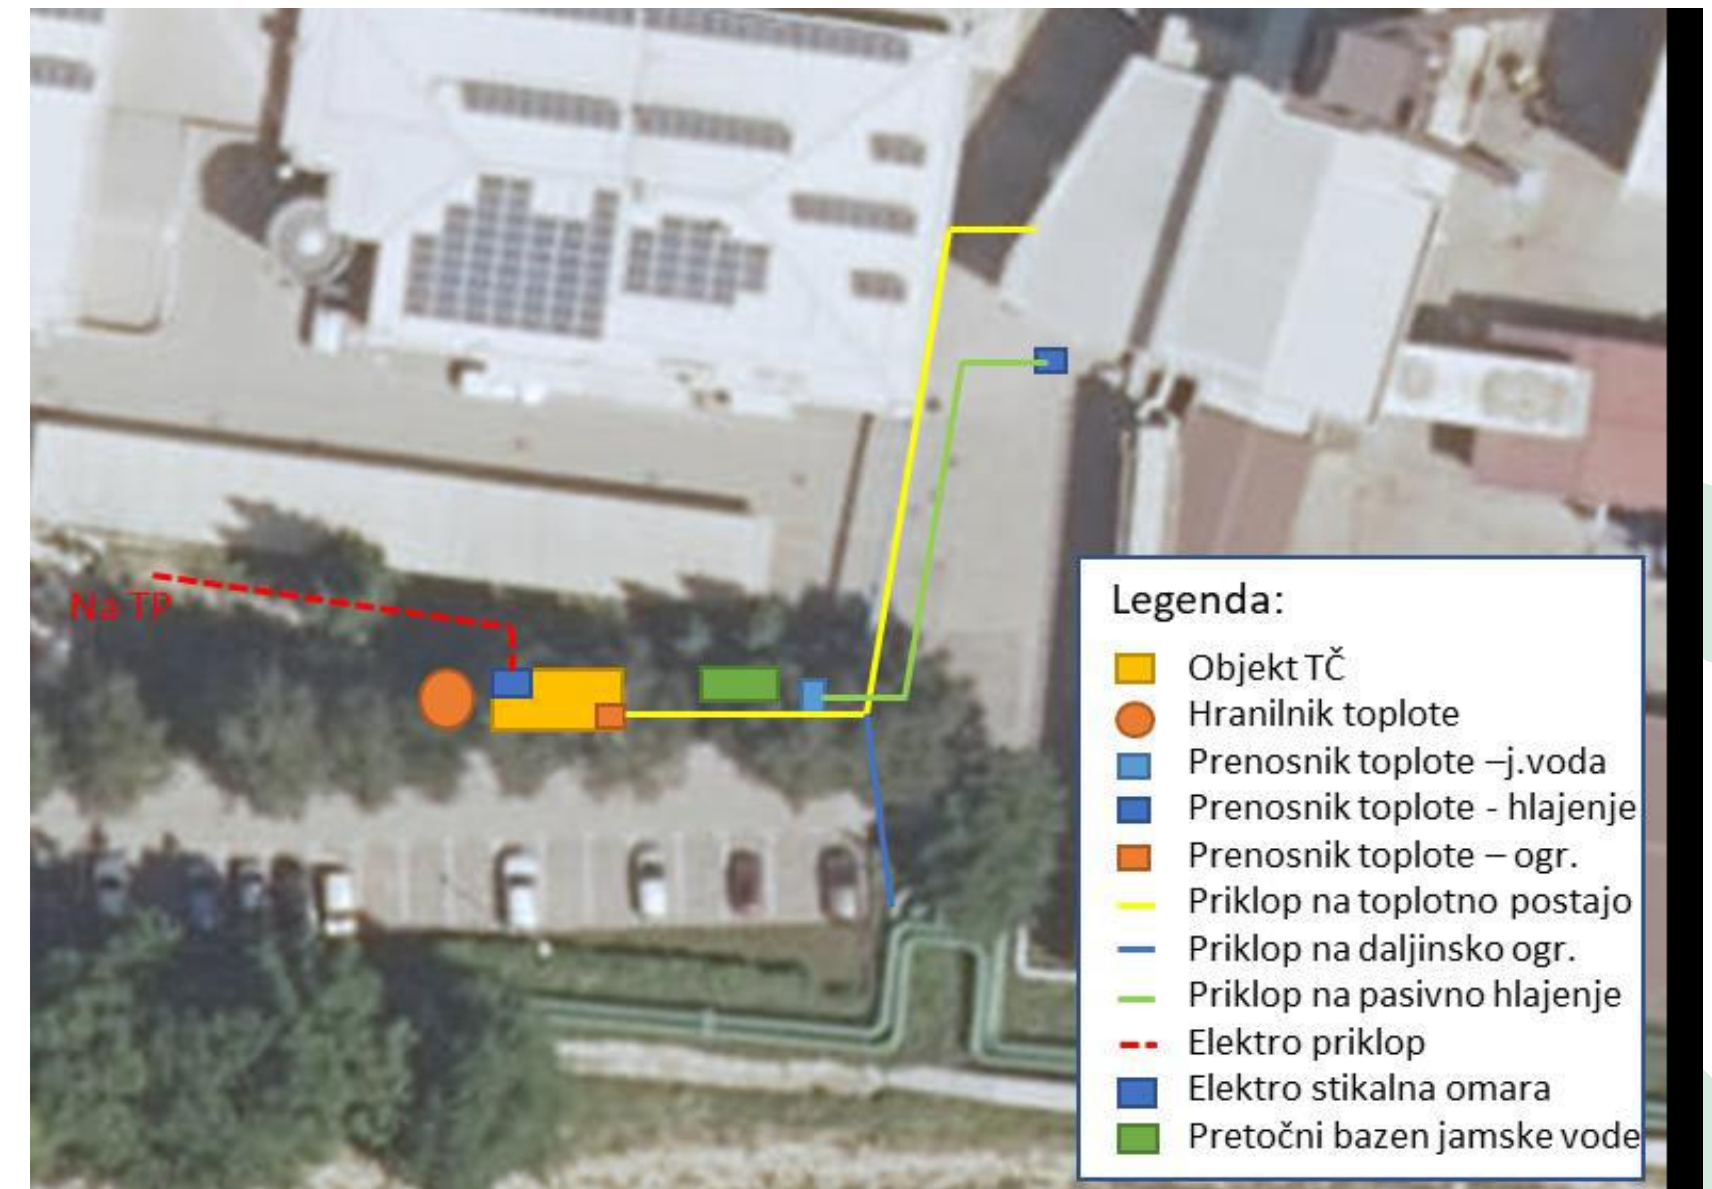 Na TP
Legenda:
Objekt TČ
Hranilnik toplote
Prenosnik toplote –j.voda
Prenosnik toplote - hlajenje
Prenosnik toplote – ogr.
Priklop na toplotno postajo
Priklop na daljinsko ogr.
Priklop na pasivno hlajenje
Elektro priklop
Elektro stikalna omara
Pretočni bazen jamske vode